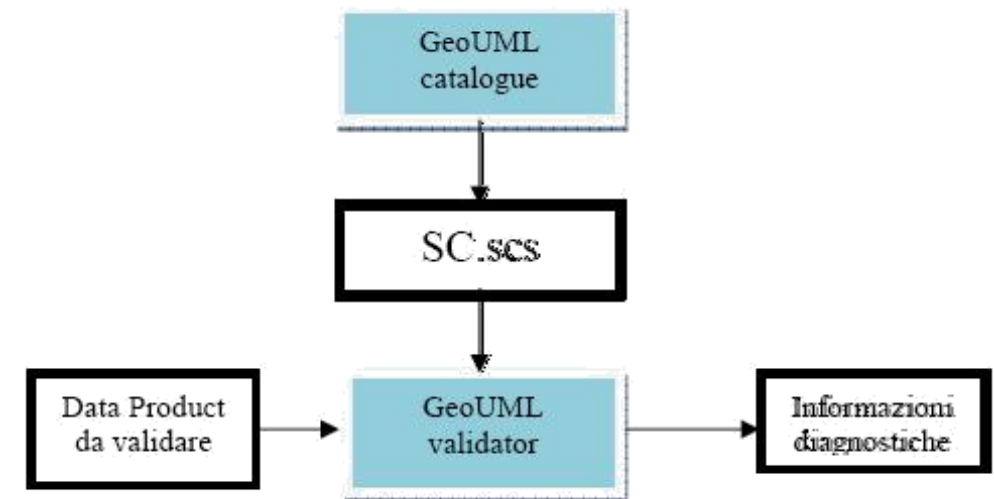 GeoUML
catalogue
SC.scs
Data Product
da validare
GeoUML
validator
Informazioni
diagnostiche